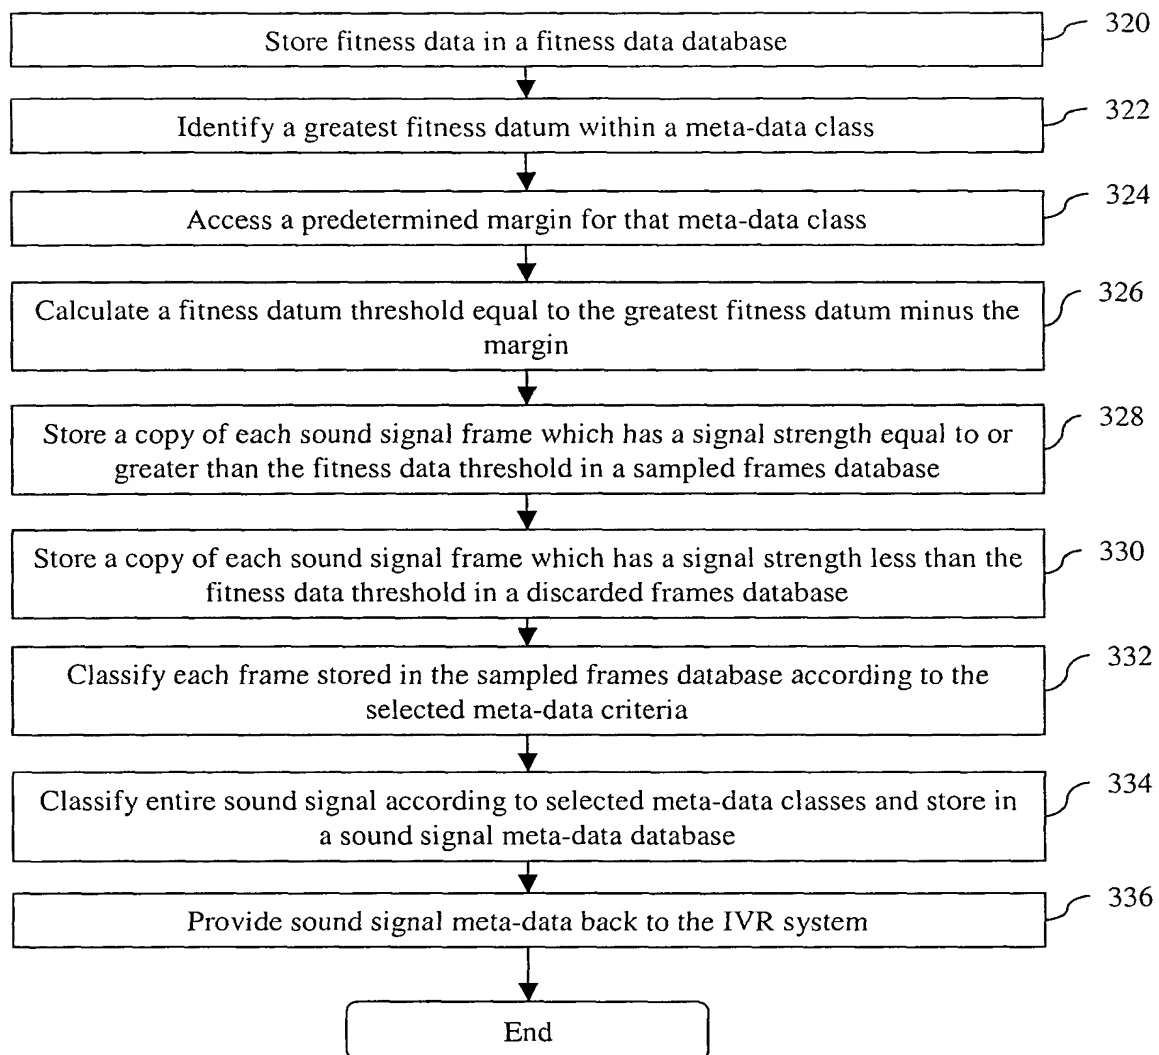 Store fitness data in a fitness data database
320
Identify a greatest fitness datum within a meta-data class
322
Access a predetermined margin for that meta-data class
324
Calculate a fitness datum threshold equal to the greatest fitness datum minus the
margin
326
Store a copy of each sound signal frame which has a signal strength equal to or
greater than the fitness data threshold in a sampled frames database
328
Store a copy of each sound signal frame which has a signal strength less than the
fitness data threshold in a discarded frames database
330
Classify each frame stored in the sampled frames database according to the
selected meta-data criteria
332
Classify entire sound signal according to selected meta-data classes and store in
a sound signal meta-data database
334
Provide sound signal meta-data back to the IVR system
336
End